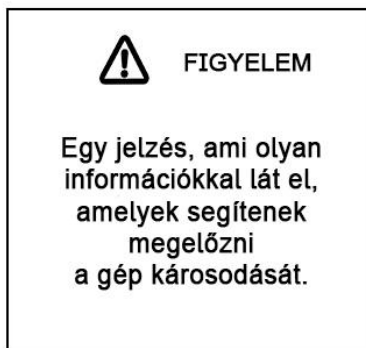 FIGYELEM
Egy jelzés, ami olyan
információkkal lát el,
amelyek segítenek
megelőzni
a gép károsodását.